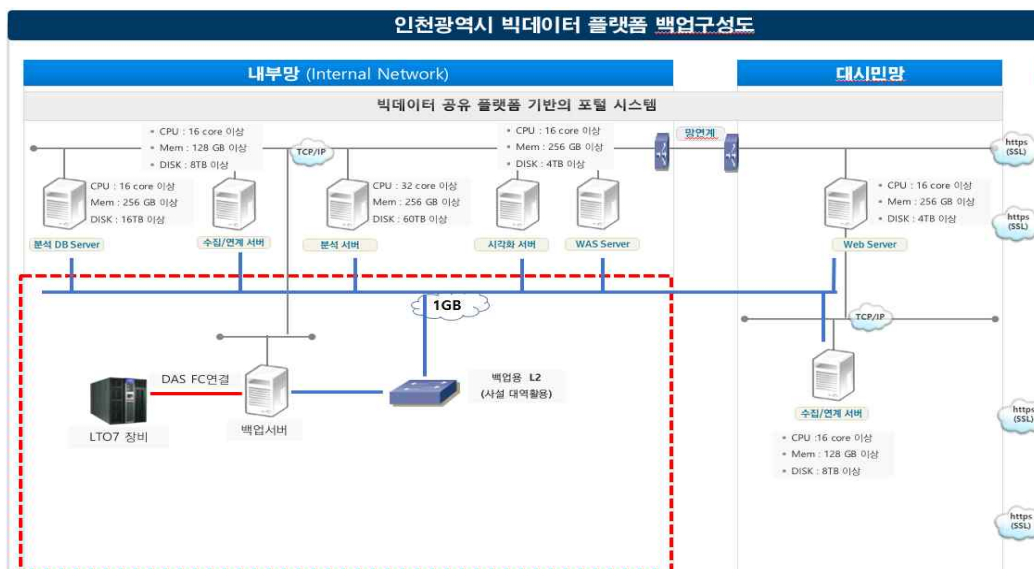 인천광역시 빅데이터 플랫폼 백업구성도
내부망 (Internal Network)
대시민망
빅데이터 공유 플랫폼 기반의 포털 시스템
• CPU : 16 core 이상
• Mem : 128 GB 이상
• DISK : 8TB 이상
TCP/IP
• CPU : 16 core 이상
• Mem : 256 GB 이상
• DISK : 4TB 이상
망연계
https
(SSL)
CPU : 16 core 이상
Mem : 256 GB 이상
DISK : 16TB 이상
CPU : 32 core 이상
Mem : 256 GB 이상
DISK : 60TB 이상
• CPU : 16 core 이상
• Mem : 256 GB 이상
• DISK : 4TB 이상
https
(SSL)
분석 DB Server
수집/연계 서버
분석 서버
시각화 서버
WAS Server
Web Server
1GB
TCP/IP
DAS FC연결
백업용 L2
(사설 대역활용)
LTO7 장비
백업서버
수집/연계 서버
https
(SSL)
• CPU :16 core 이상
• Mem : 128 GB 이상
• DISK : 8TB 이상
https
(SSL)